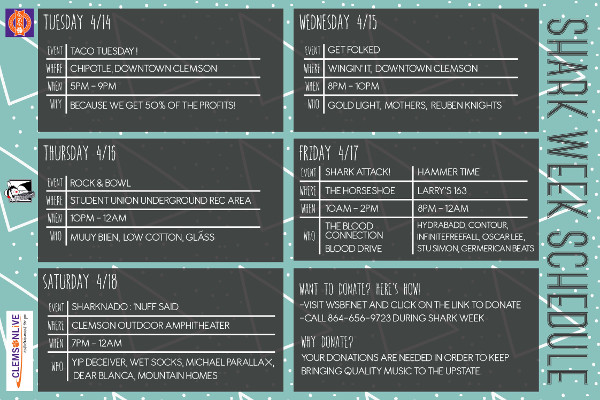 TUESDAY 4/14
EVENT TACO TUESDAY!
WHERE CHIPOTLE, DOWNTOWN CLEMSON
WHEN 5PM - 9PM
WHY BECAUSE WE GET 50% OF THE PROFITS!
WEDNESDAY 4/15
EVENT GET FOLKED
WHERE WINGIN' IT, DOWNTOWN CLEMSON
WHEN 8PM - 10PM
WHO GOLD LIGHT, MOTHERS, REUBEN KNIGHTS
THURSDAY 4/16
EVENT ROCK & BOWL
WHERE STUDENT UNION UNDERGROUND REC AREA
WHEN 10PM - 12AM
WHO MUUY BIEN, LOW COTTON, GLÂSS
FRIDAY 4/17
EVENT SHARK ATTACK! HAMMER TIME
WHERE THE HORSESHOE LARRY'S 163
WHEN 10AM - 2PM 8PM - 12AM
WHO THE BLOOD CONNECTION BLOOD DRIVE
HYDRABADD, CONTOUR,
INFINITEFREEFALL, OSCAR LEE,
STU SIMON, GERMERICAN BEATS
SATURDAY 4/18
EVENT SHARKNADO : 'NUFF SAID
WHERE CLEMSON OUTDOOR AMPHITHEATER
WHEN 7PM - 12AM
WHO YIP DECEIVER, WET SOCKS, MICHAEL PARALLAX,
DEAR BLANCA, MOUNTAIN HOMES
WANT TO DONATE? HERE'S HOW!
-VISIT WSBF.NET AND CLICK ON THE LINK TO DONATE
-CALL 864-656-9723 DURING SHARK WEEK
WHY DONATE?
YOUR DONATIONS ARE NEEDED IN ORDER TO KEEP
BRINGING QUALITY MUSIC TO THE UPSTATE.
SHARK WEEK SCHEDULE
CLEMSONLIVE